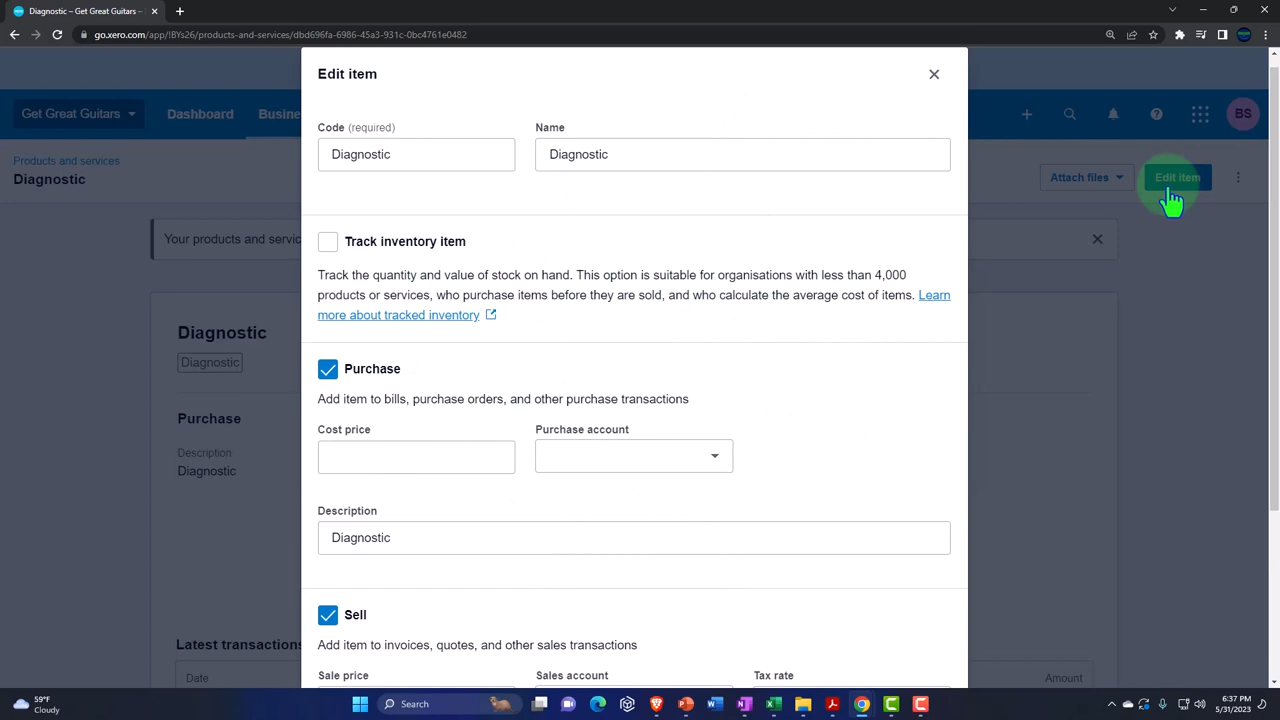 Diagnostic – Get Great Guitars –
go.xero.com/app/!BYs26/products-and-services/dbd696fa-6986-45a3-931c-0bc4761e0482
Get Great Guitars
Dashboard
Busine
BS
Products and services
Diagnostic
Attach files
Edit item
Your products and servic
Diagnostic
Diagnostic
Purchase
Description:
Diagnostic
Latest transactions
Date
Amount
Edit item
Code (required)
Name
Diagnostic
Diagnostic
Track inventory item
Track the quantity and value of stock on hand. This option is suitable for organisations with less than 4,000
products or services, who purchase items before they are sold, and who calculate the average cost of items. Learn
more about tracked inventory
Purchase
Add item to bills, purchase orders, and other purchase transactions
Cost price
Purchase account
Description
Diagnostic
Sell
Add item to invoices, quotes, and other sales transactions
Sale price
Sales account
Tax rate
59°F
Cloudy
Search
6:37 PM
5/31/2023